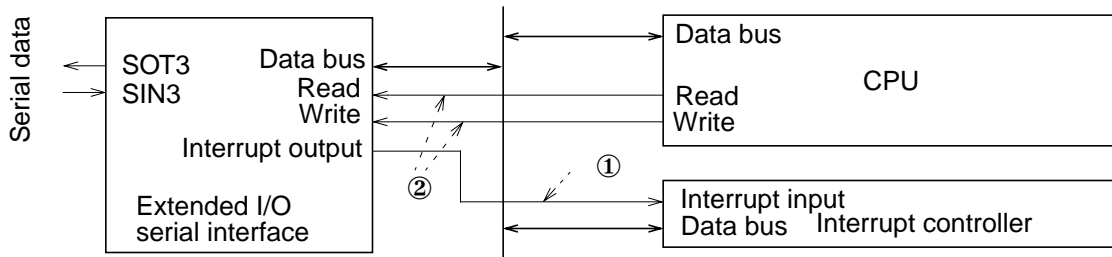 Serial data
SOT3
SIN3
Data bus
Read
Write
Interrupt output
Extended I/O
serial interface
Data bus
CPU
Read
Write
①
②
Interrupt input
Data bus
Interrupt controller